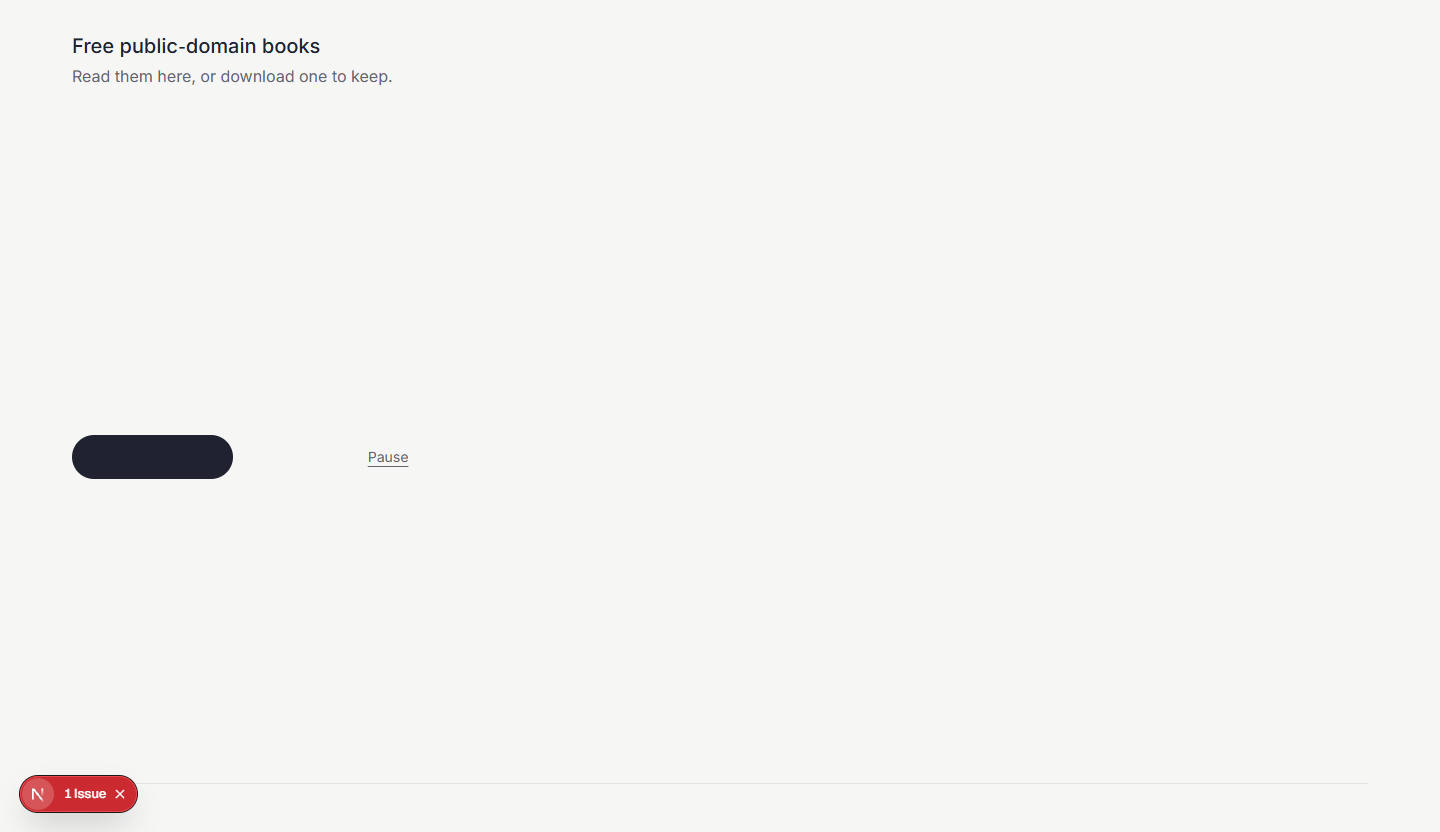 Free public-domain books
Read them here, or download one to keep.
Pause
1 Issue